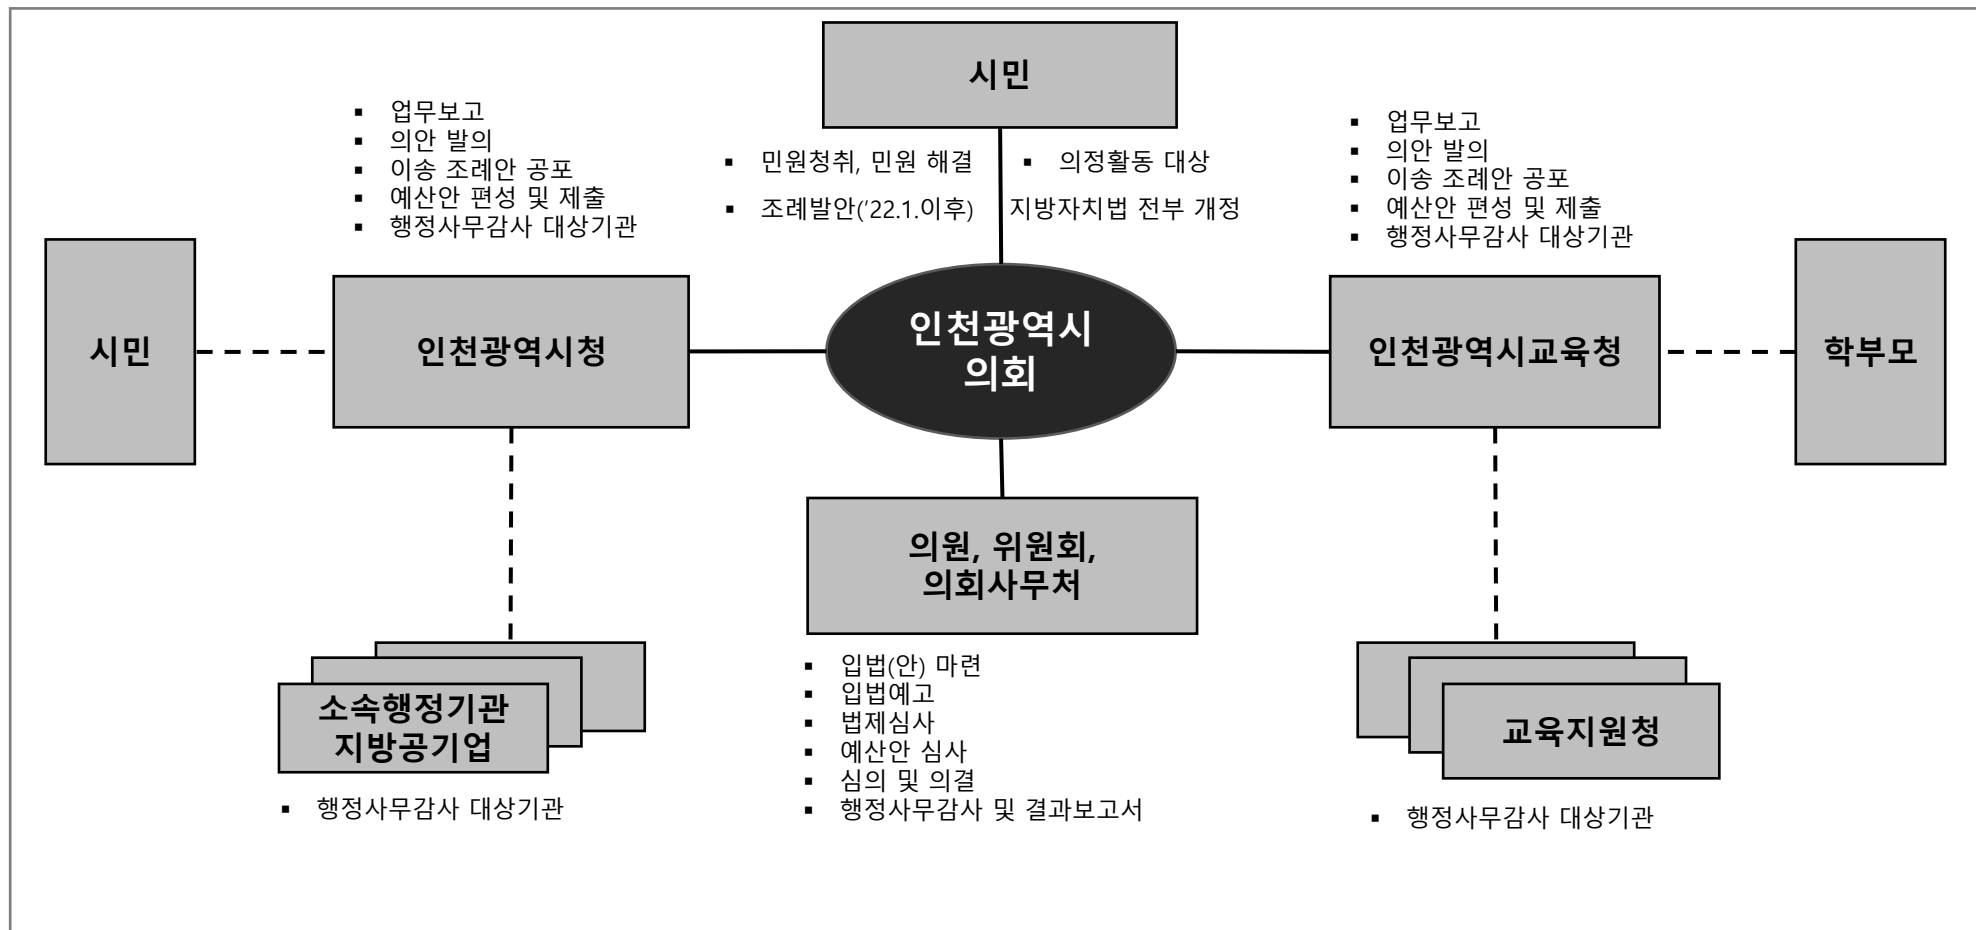 시민
업무보고
의안 발의
이송 조례안 공포
예산안 편성 및 제출
행정사무감사 대상기관
민원청취, 민원 해결
의정활동 대상
조례발안('22.1.이후)
지방자치법 전부 개정
업무보고
의안 발의
이송 조례안 공포
예산안 편성 및 제출
행정사무감사 대상기관
시민
인천광역시청
인천광역시
의회
인천광역시교육청
학부모
의원, 위원회,
의회사무처
소속행정기관
지방공기업
행정사무감사 대상기관
입법(안) 마련
입법예고
법제심사
예산안 심사
심의 및 의결
행정사무감사 및 결과보고서
교육지원청
행정사무감사 대상기관